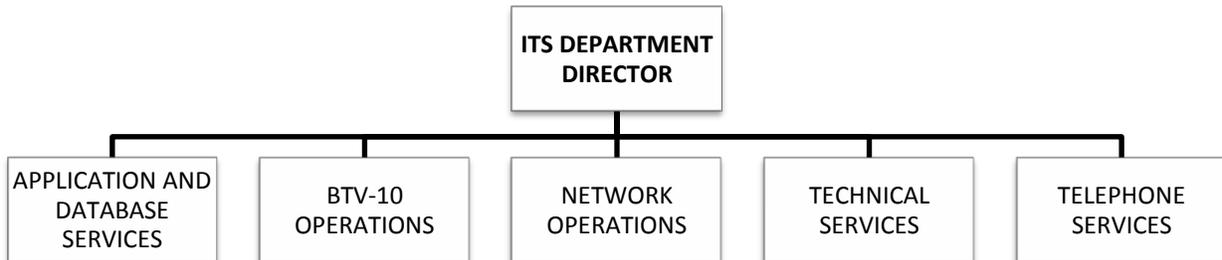 ITS DEPARTMENT
DIRECTOR
APPLICATION AND
DATABASE
SERVICES
BTV-10
OPERATIONS
NETWORK
OPERATIONS
TECHNICAL
SERVICES
TELEPHONE
SERVICES